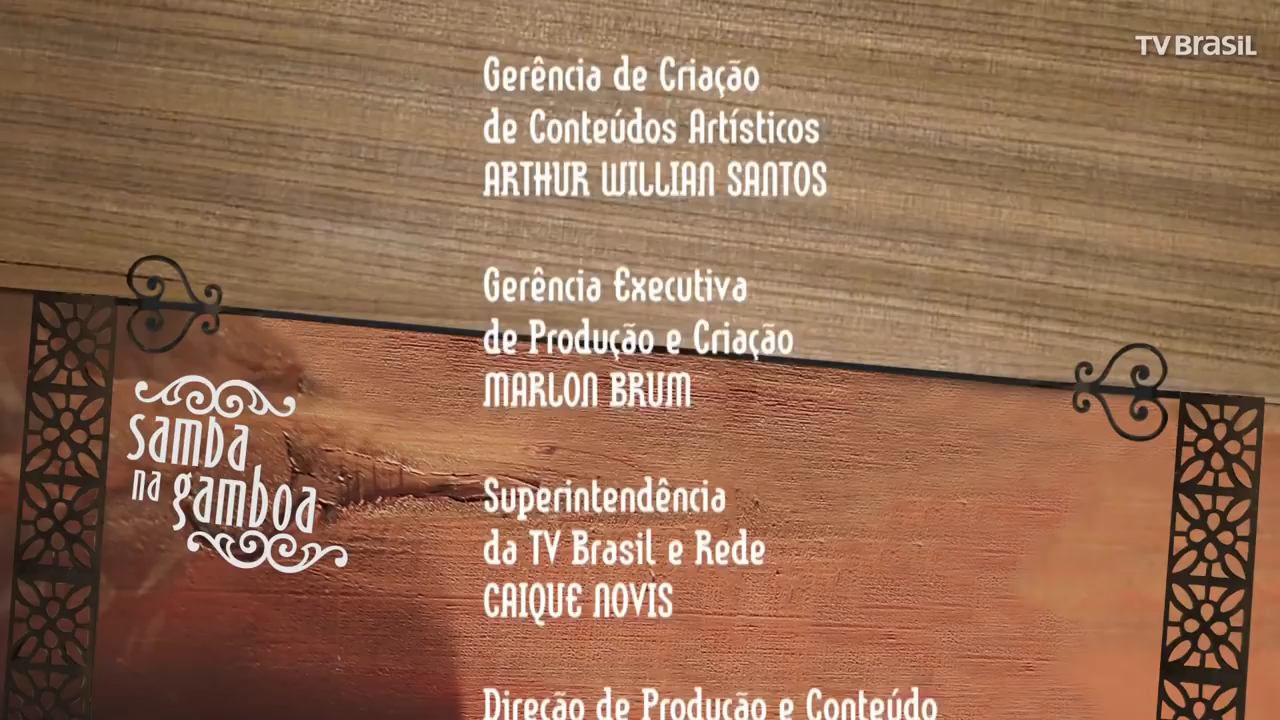 TV BRASIL
Gerência de Criação
de Conteúdos Artísticos
ARTHUR WILLIAN SANTOS
Gerência Executiva
de Produção e Criação
MARLON BRUM
samba
na gamboa
Superintendência
da TV Brasil e Rede
CAIQUE NOVIS
Direção de Produção e Conteúdo